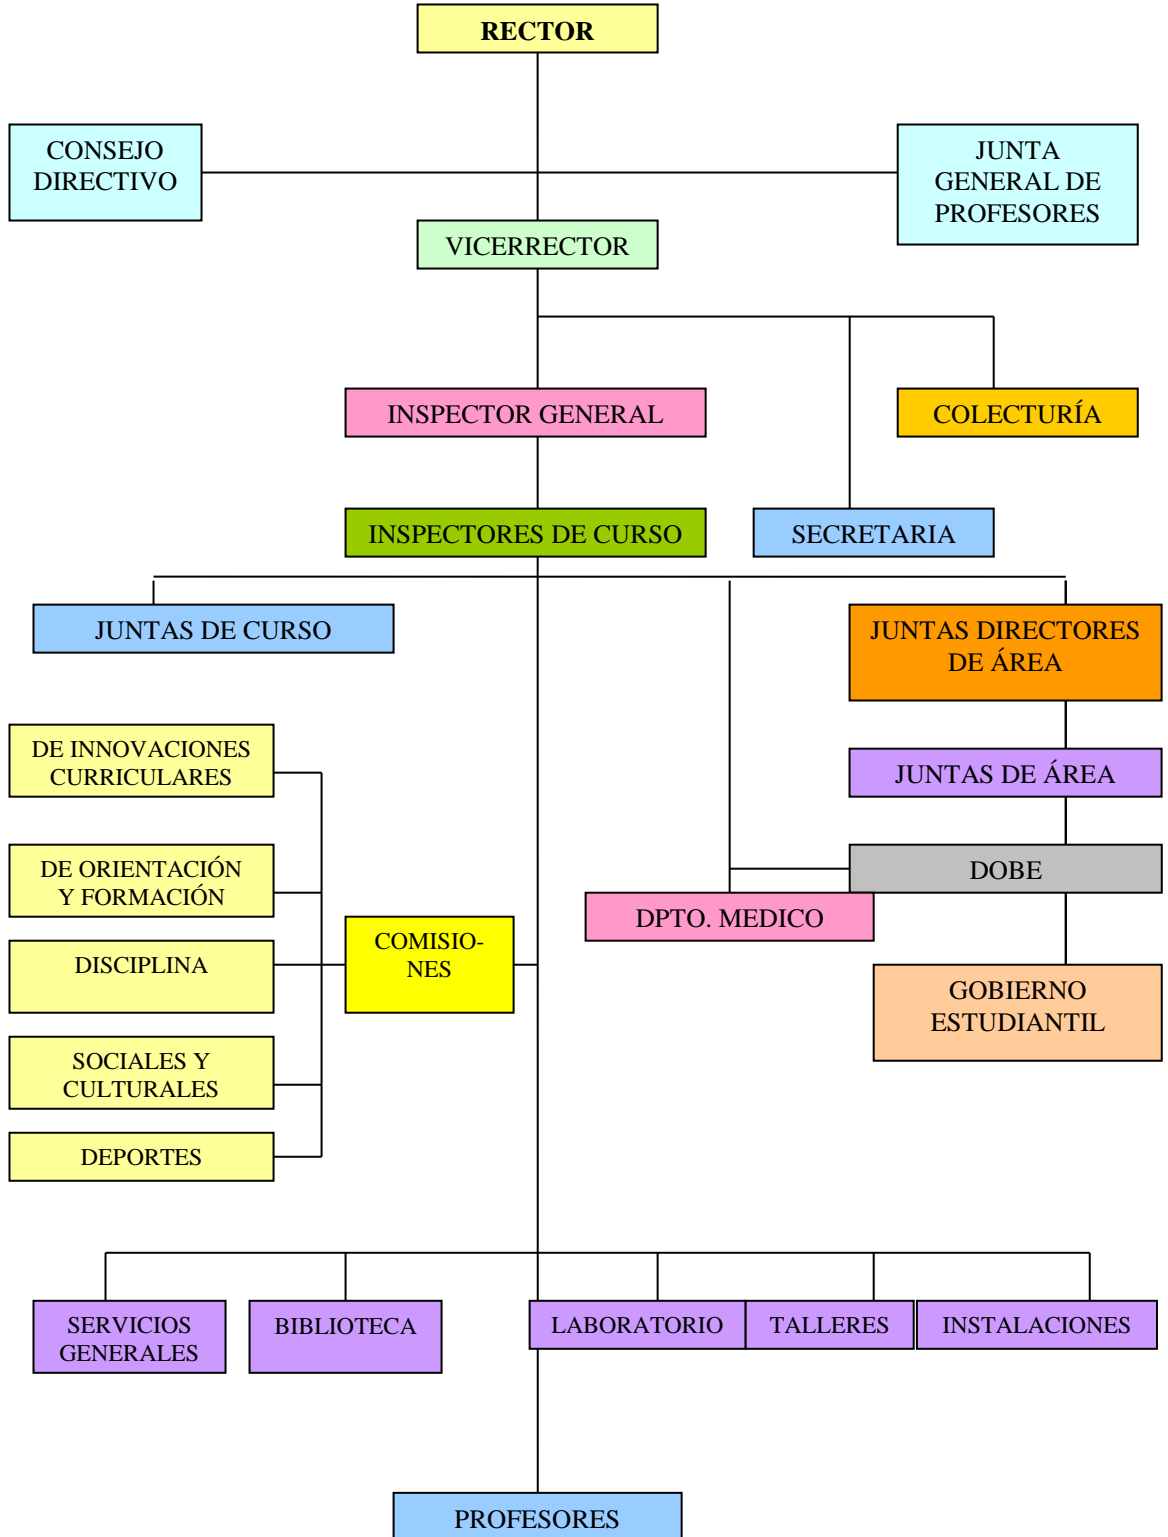 RECTOR
CONSEJO
DIRECTIVO
JUNTA
GENERAL DE
PROFESORES
VICERRECTOR
INSPECTOR GENERAL
COLECTURÍA
INSPECTORES DE CURSO
SECRETARIA
JUNTAS DE CURSO
JUNTAS DIRECTORES
DE ÁREA
DE INNOVACIONES
CURRICULARES
JUNTAS DE ÁREA
DE ORIENTACIÓN
Y FORMACIÓN
DOBE
DPTO. MEDICO
COMISIO-
NES
DISCIPLINA
GOBIERNO
ESTUDIANTIL
SOCIALES Y
CULTURALES
DEPORTES
SERVICIOS
GENERALES
BIBLIOTECA
LABORATORIO
TALLERES
INSTALACIONES
PROFESORES